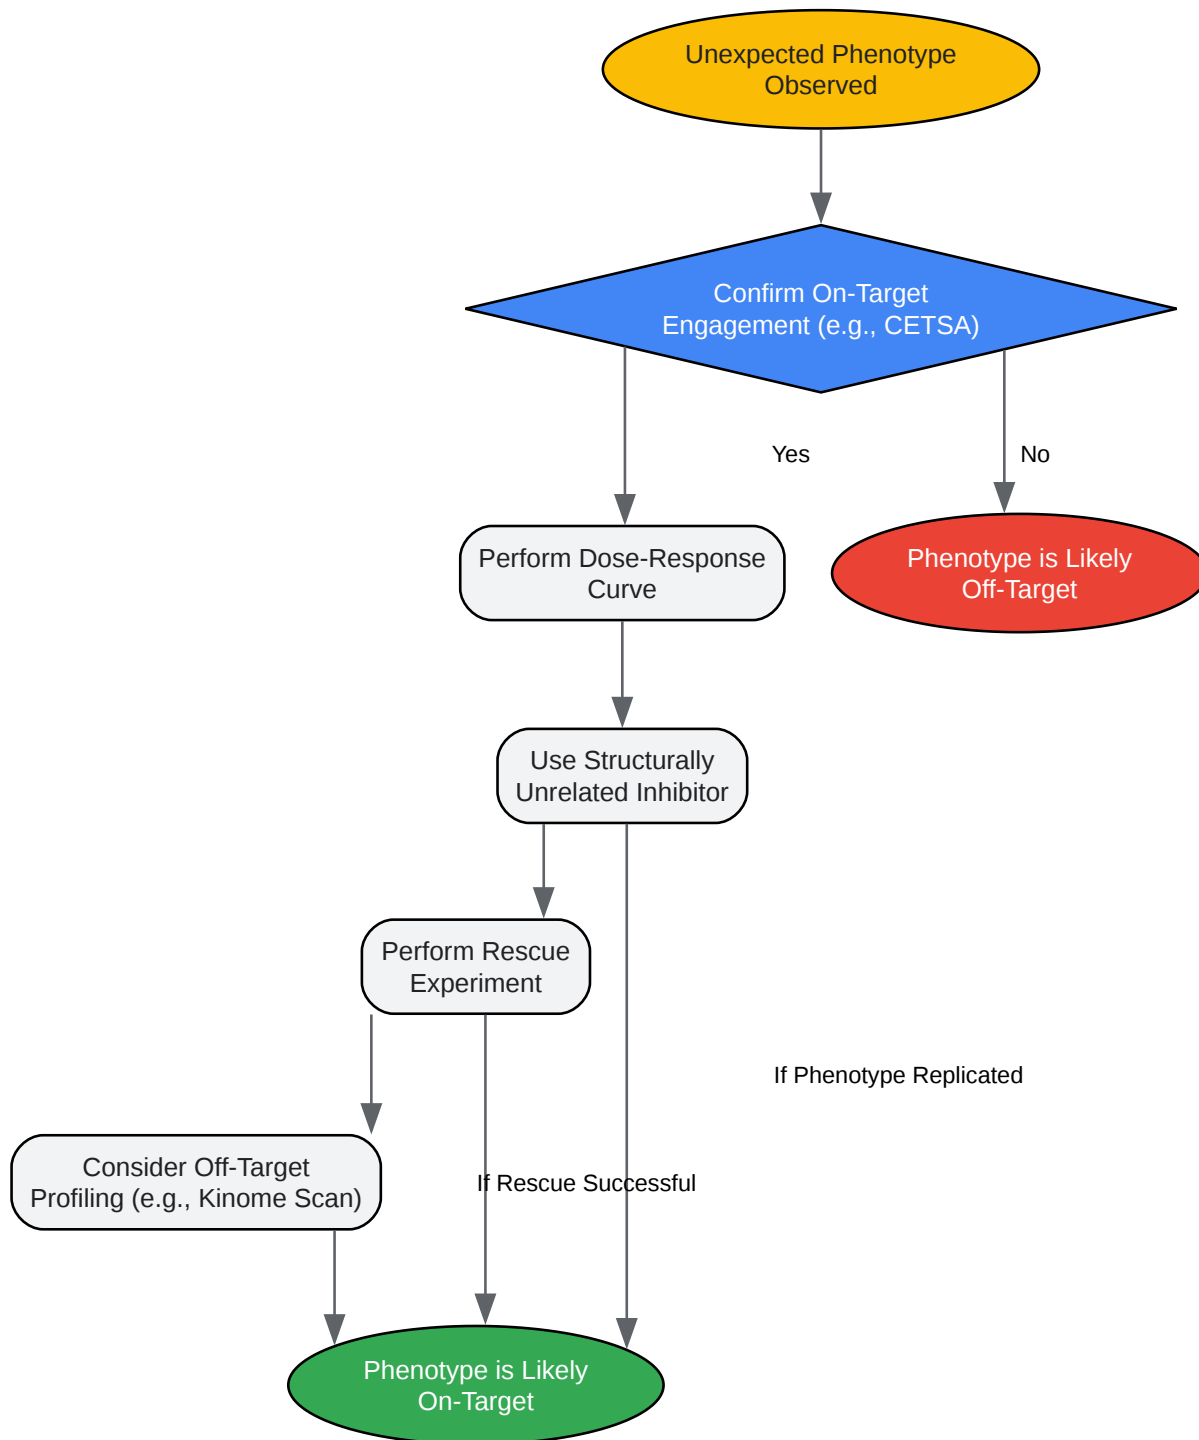 Unexpected Phenotype
Observed
Confirm On-Target
Engagement (e.g., CETSA)
Yes
No
Perform Dose-Response
Curve
Phenotype is Likely
Off-Target
Use Structurally
Unrelated Inhibitor
Perform Rescue
Experiment
If Phenotype Replicated
Consider Off-Target
Profiling (e.g., Kinome Scan)
If Rescue Successful
Phenotype is Likely
On-Target